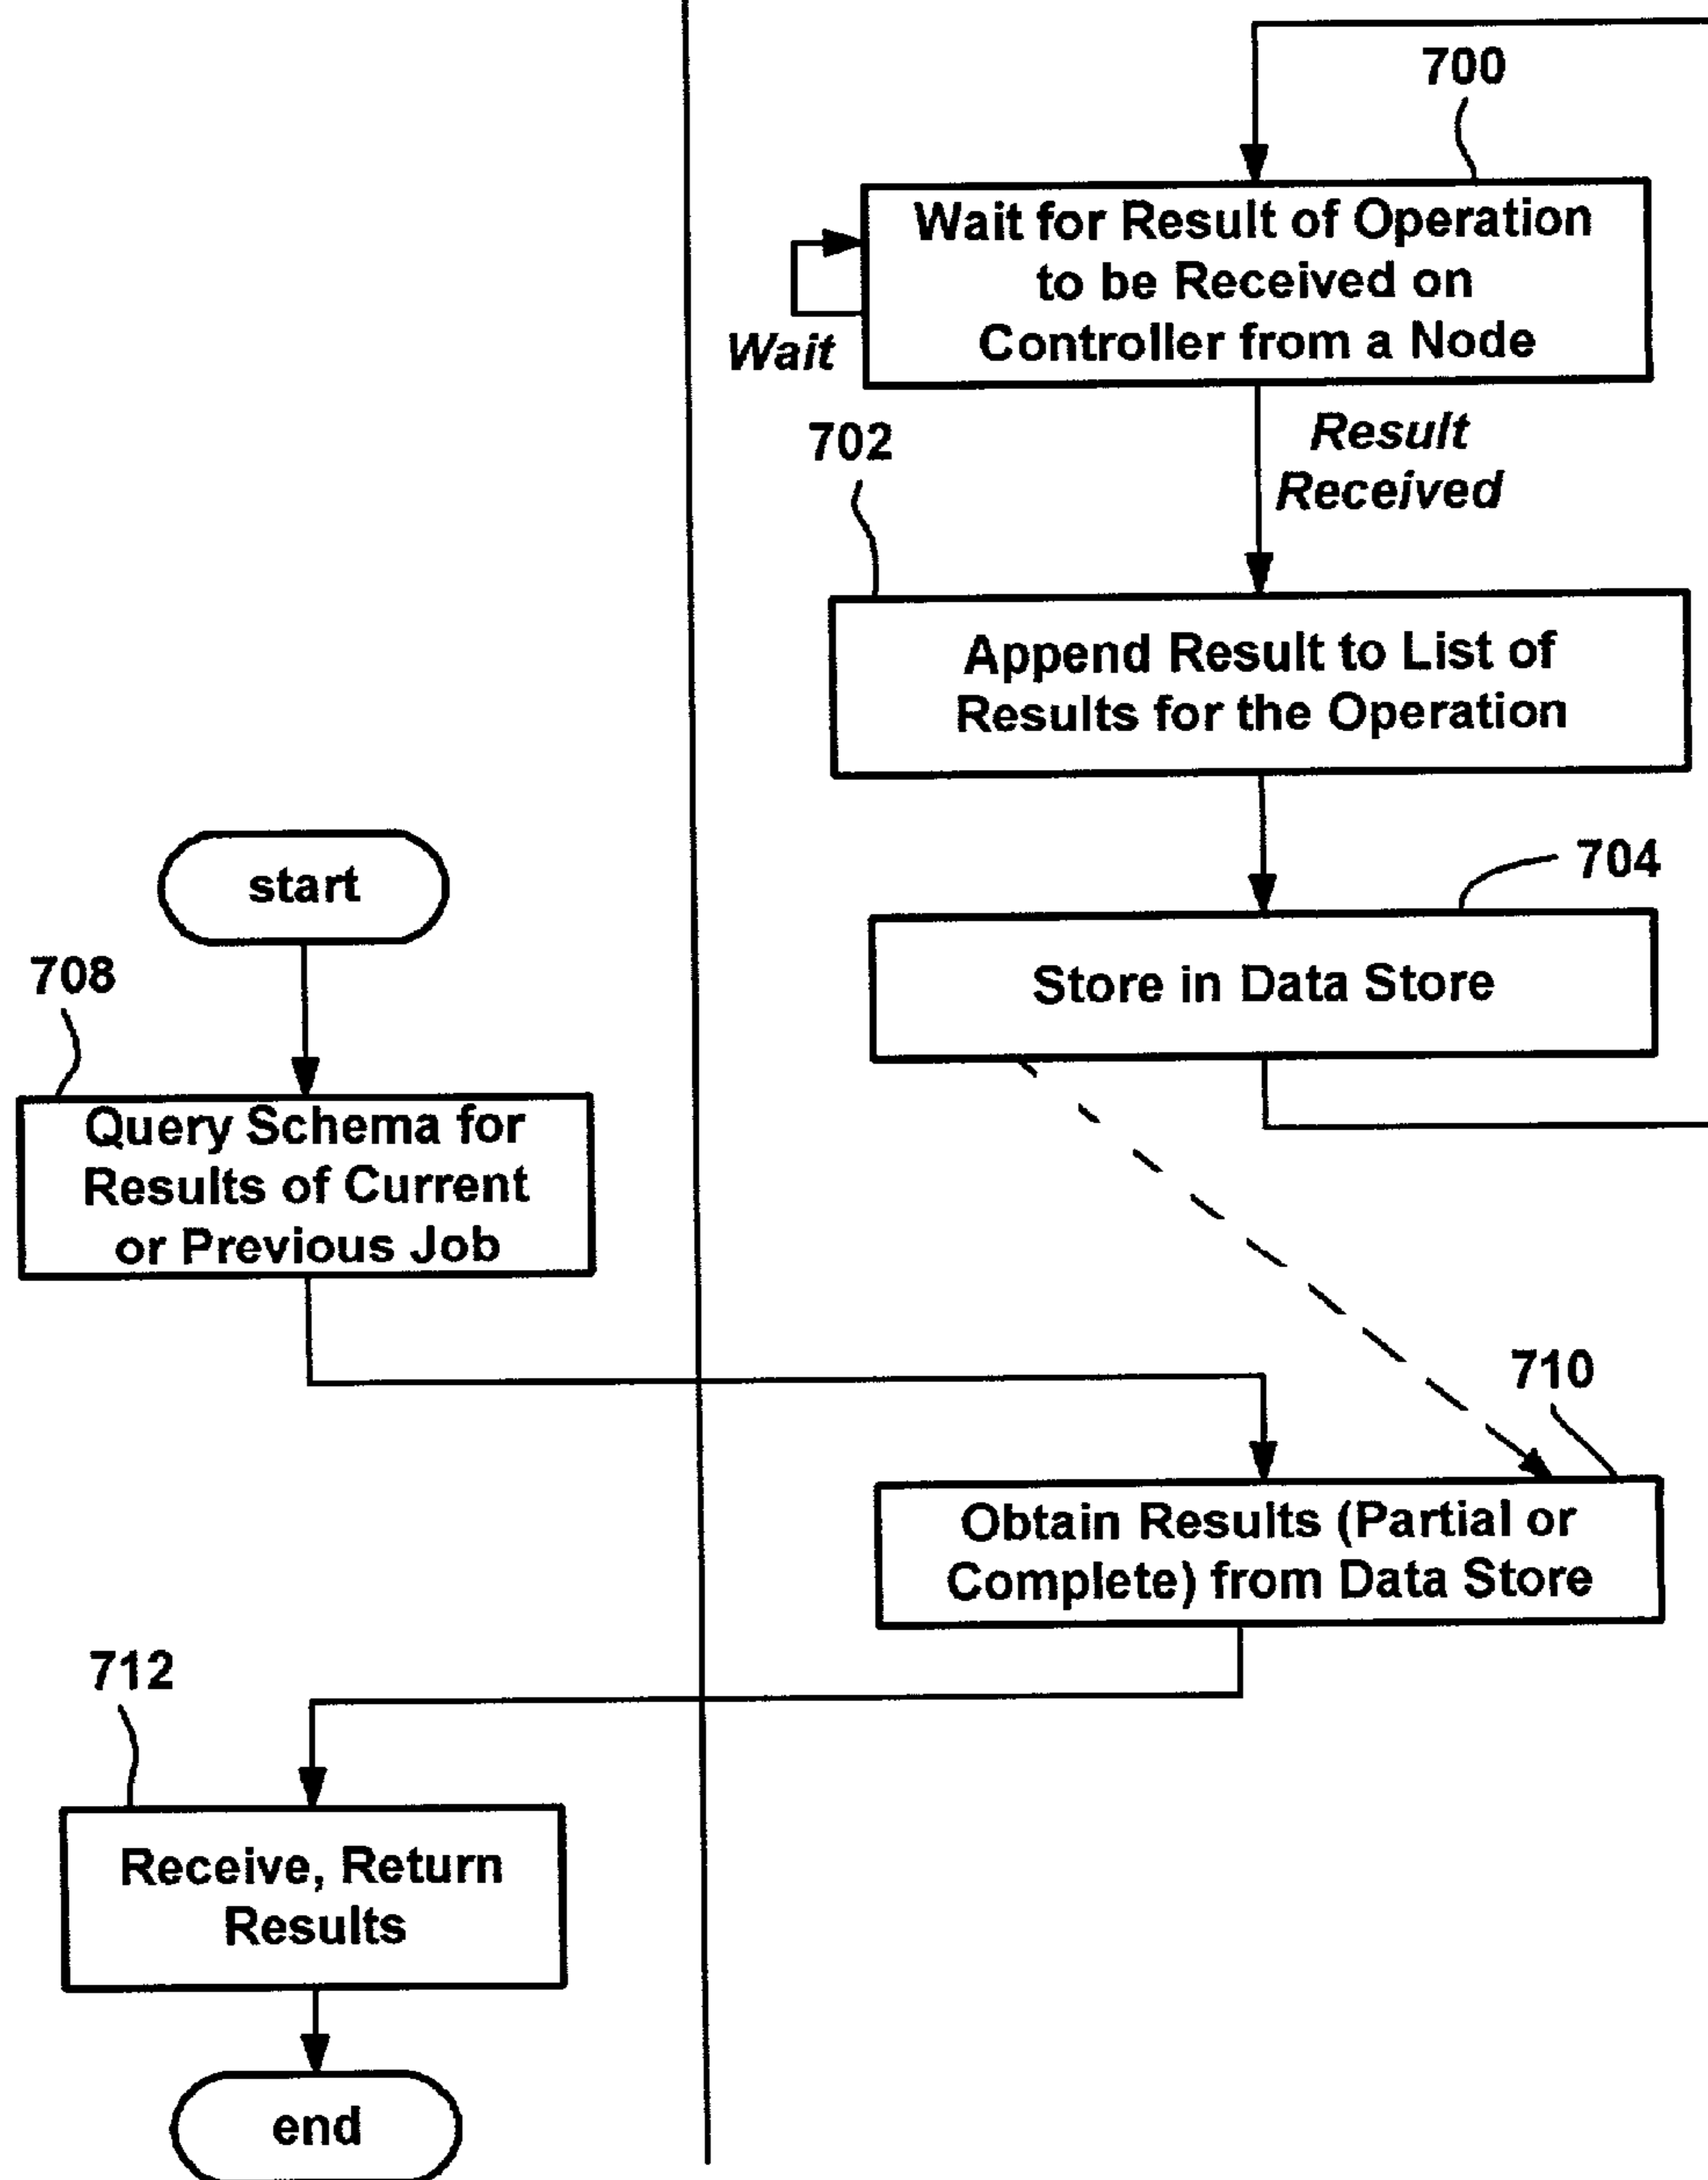 700
Wait for Result of Operation
to be Received on
Controller from a Node
Wait
Result
Received
702
Append Result to List of
Results for the Operation
704
Store in Data Store
start
708
Query Schema for
Results of Current
or Previous Job
710
Obtain Results (Partial or
Complete) from Data Store
712
Receive, Return
Results
end